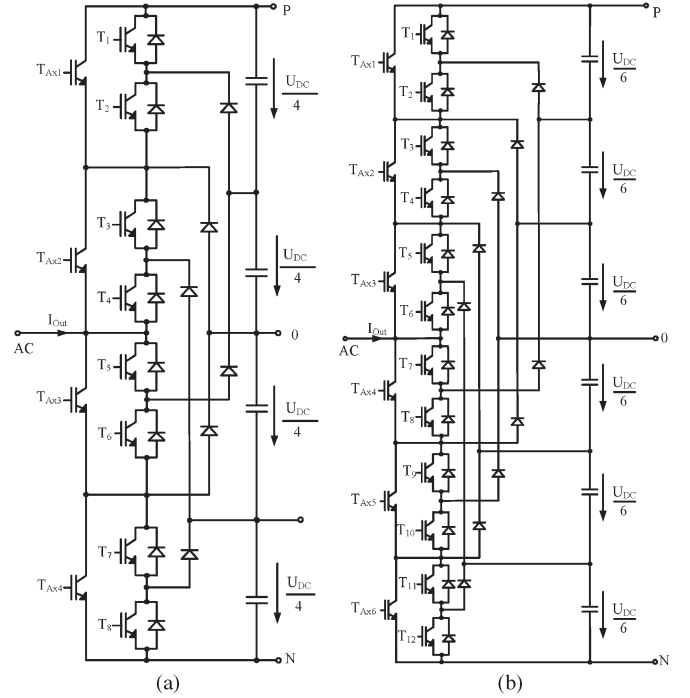 P
T1
TAx1
UDC
4
T2
T3
TAx2
UDC
4
T4
IOut
0
AC
T5
TAx3
UDC
4
T6
T7
TAx4
UDC
4
T8
N
(a)
P
T1
TAx1
UDC
6
T2
T3
TAx2
UDC
6
T4
T5
TAx3
UDC
6
T6
IOut
0
AC
T7
TAx4
UDC
6
T8
T9
TAx5
UDC
6
T10
T11
TAx6
UDC
6
T12
N
(b)